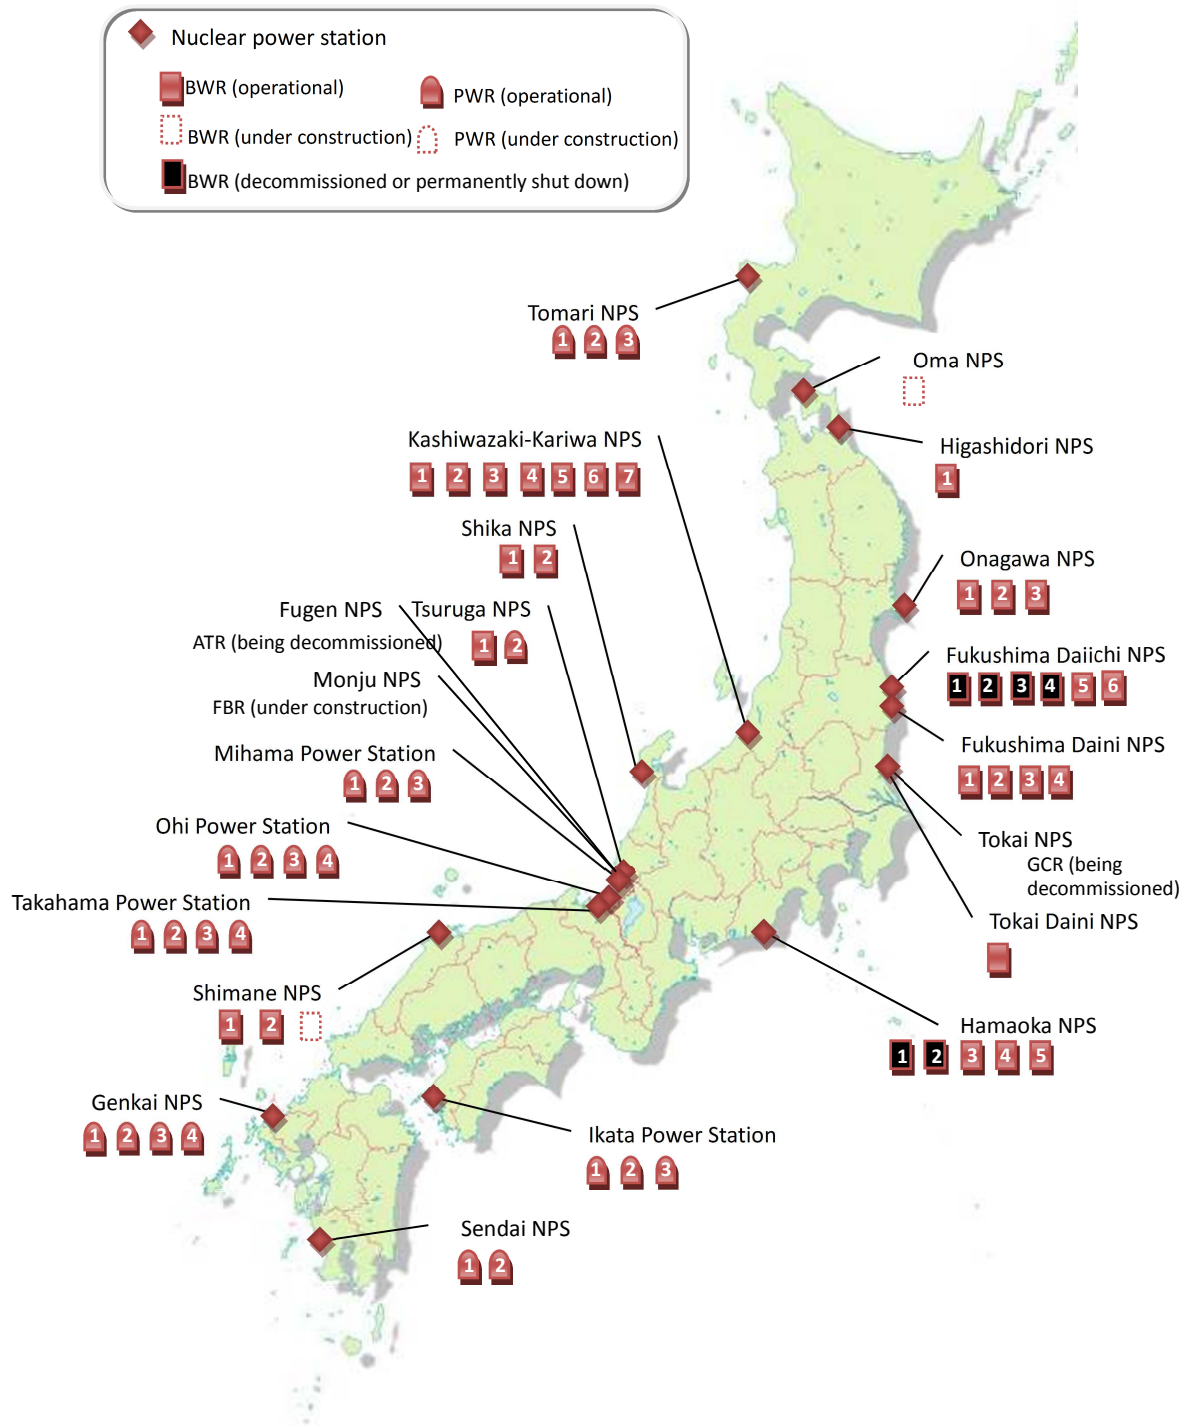 Nuclear power station
BWR (operational)
PWR (operational)
BWR (under construction)
PWR (under construction)
BWR (decommissioned or permanently shut down)
Tomari NPS
1 2 3
Oma NPS
Kashiwazaki-Kariwa NPS
1 2 3 4 5 6 7
Higashidori NPS
1
Shika NPS
1 2
Onagawa NPS
1 2 3
Fugen NPS
ATR (being decommissioned)
Tsuruga NPS
1 2
Fukushima Daiichi NPS
1 2 3 4 5 6
Monju NPS
FBR (under construction)
Fukushima Daini NPS
1 2 3 4
Mihama Power Station
1 2 3
Ohi Power Station
1 2 3 4
Tokai NPS
GCR (being
decommissioned)
Takahama Power Station
1 2 3 4
Tokai Daini NPS
Shimane NPS
1 2
Hamaoka NPS
1 2 3 4 5
Genkai NPS
1 2 3 4
Ikata Power Station
1 2 3
Sendai NPS
1 2